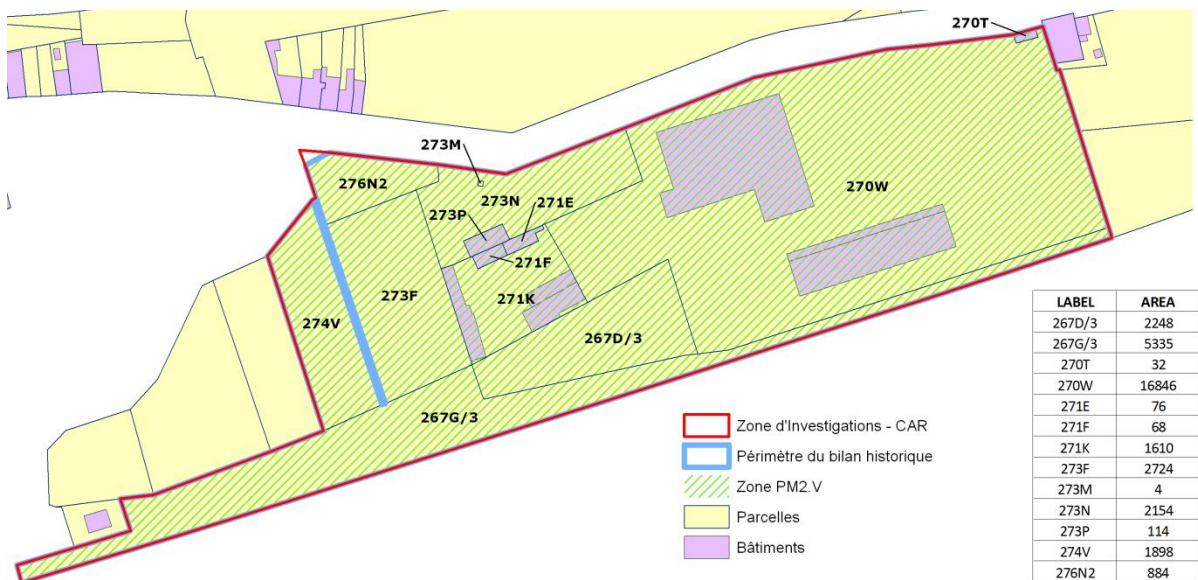 270T
273M
276N2
273N
273P
271E
270W
271F
273F
271K
274V
267D/3
267G/3
Zone d'Investigations - CAR
Périmètre du bilan historique
Zone PM2.V
Parcelles
Bâtiments
LABEL AREA
267D/3 2248
267G/3 5335
270T 32
270W 16846
271E 76
271F 68
271K 1610
273F 2724
273M 4
273N 2154
273P 114
274V 1898
276N2 884